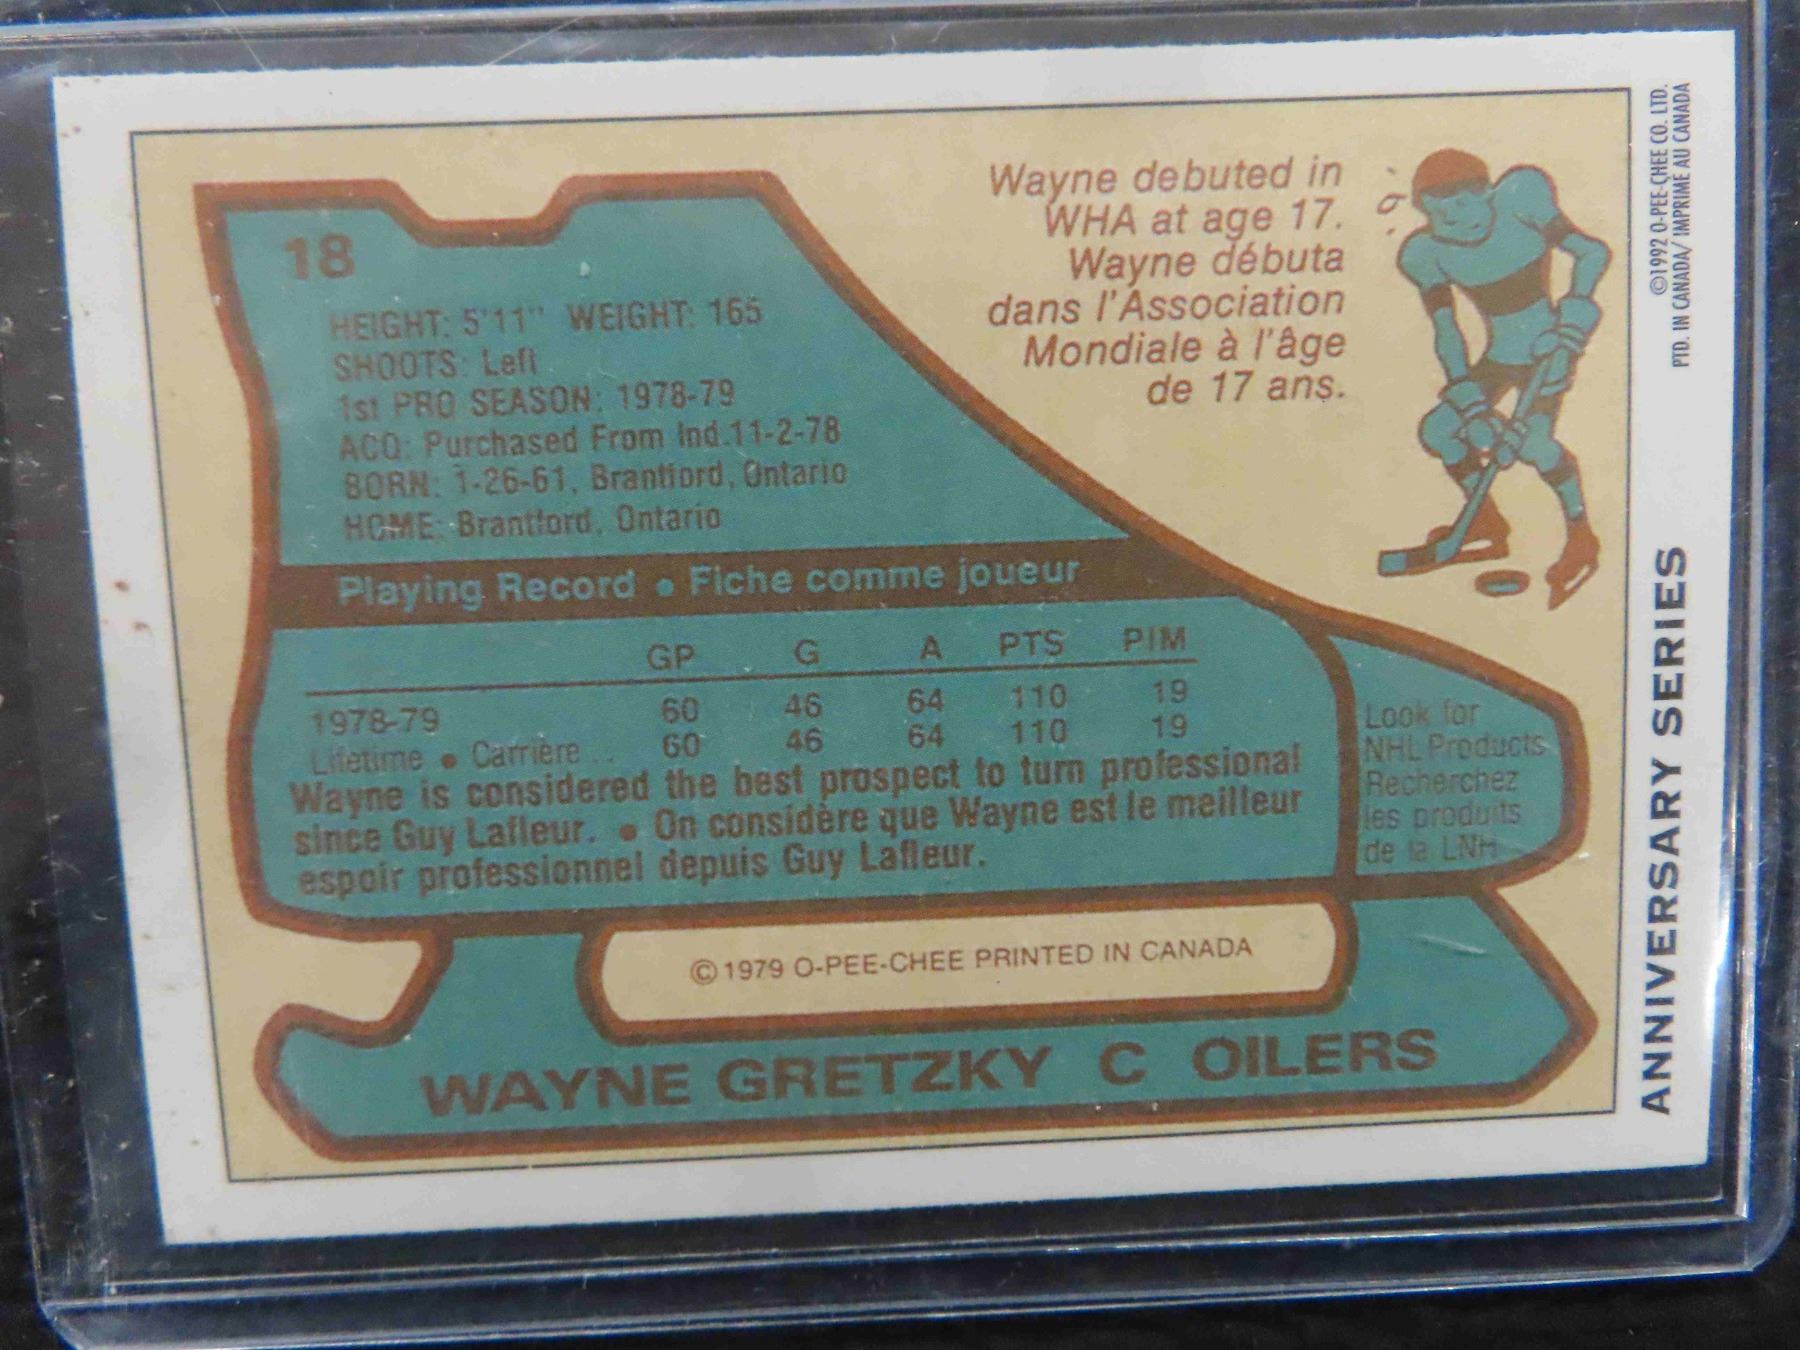 18
HEIGHT: 5'11" WEIGHT: 165
SHOOTS: Left
1st PRO SEASON: 1978-79
ACQ: Purchased From Ind.11-2-78
BORN: 1-26-61, Brantford, Ontario
HOME: Brantford, Ontario
Wayne debuted in
WHA at age 17.
Wayne débuta
dans l'Association
Mondiale à l'âge
de 17 ans.
Playing Record • Fiche comme joueur
GP G A PTS PIM
1978-79 60 46 64 110 19
Lifetime • Carrière... 60 46 64 110 19
Wayne is considered the best prospect to turn professional
since Guy Lafleur. • On considère que Wayne est le meilleur
espoir professionnel depuis Guy Lafleur.
Look for
NHL Products
Recherchez
les produits
de la LNH
© 1979 O-PEE-CHEE PRINTED IN CANADA
WAYNE GRETZKY C OILERS
©1992 O-PEE-CHEE CO. LTD.
PTD. IN CANADA/ IMPRIME AU CANADA
ANNIVERSARY SERIES